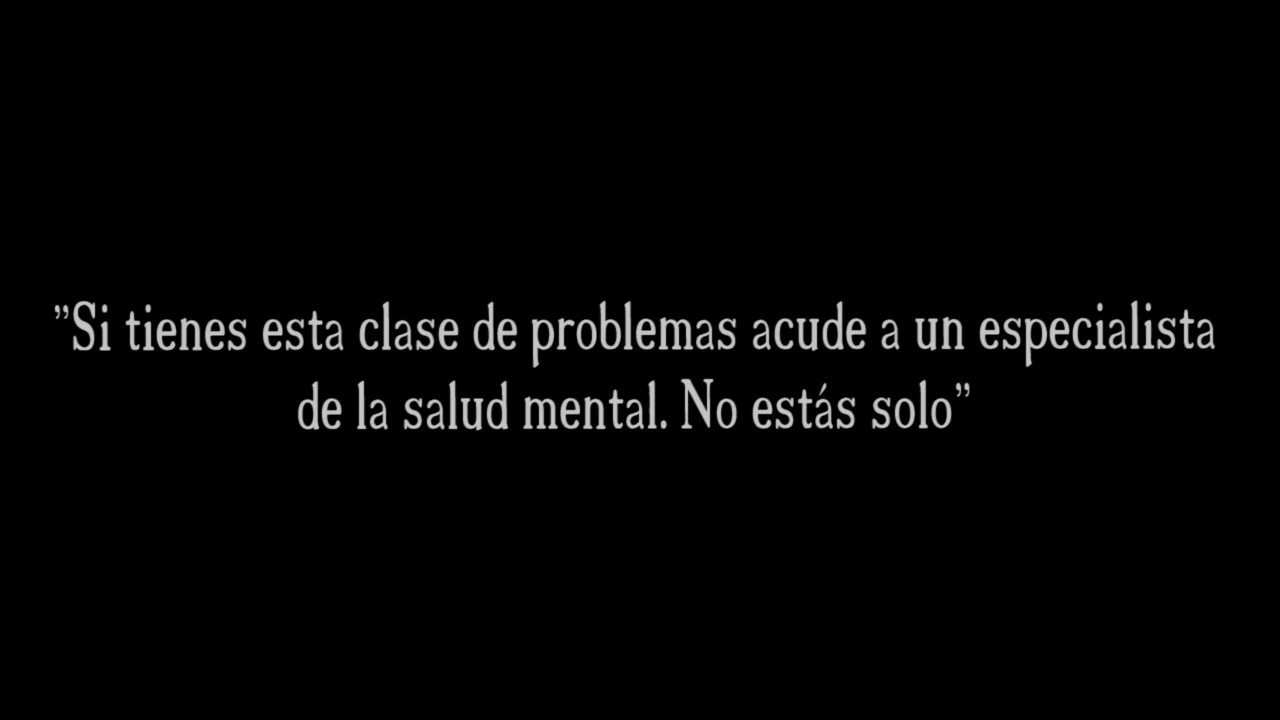 ”Si tienes esta clase de problemas acude a un especialista
de la salud mental. No estás solo”